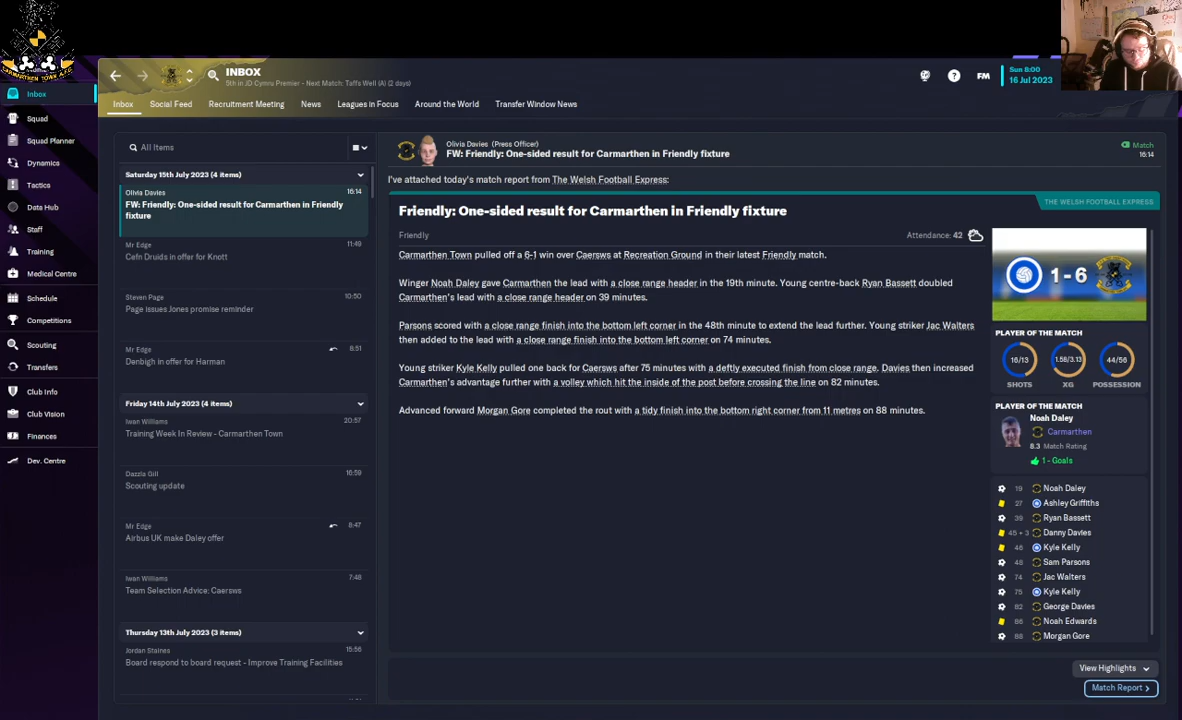 CARMARTHEN TOWN A.F.C.
INBOX
5th in JD Cymru Premier - Next Match: Taffs Well (A) (2 days)
FM
Sun 8:00
16 Jul 2023
Inbox
Social Feed
Recruitment Meeting
News
Leagues in Focus
Around the World
Transfer Window News
Inbox
Squad
Squad Planner
Dynamics
Tactics
Data Hub
Staff
Training
Medical Centre
Schedule
Competitions
Scouting
Transfers
Club Info
Club Vision
Finances
Dev. Centre
All Items
Saturday 15th July 2023 (4 items)
Olivia Davies 16:14
FW: Friendly: One-sided result for Carmarthen in Friendly
fixture
Mr Edge 11:49
Cefn Druids in offer for Knott
Steven Page 10:50
Page issues Jones promise reminder
Mr Edge 8:51
Denbigh in offer for Harman
Friday 14th July 2023 (4 items)
Iwan Williams 20:57
Training Week In Review - Carmarthen Town
Dazzla Gill 16:59
Scouting update
Mr Edge 8:47
Airbus UK make Daley offer
Iwan Williams 7:48
Team Selection Advice: Caersws
Thursday 13th July 2023 (3 items)
Jordan Staines 15:56
Board respond to board request - Improve Training Facilities
Olivia Davies (Press Officer)
FW: Friendly: One-sided result for Carmarthen in Friendly fixture
Match
16:14
I've attached today's match report from The Welsh Football Express:
THE WELSH FOOTBALL EXPRESS
Friendly: One-sided result for Carmarthen in Friendly fixture
Friendly
Attendance: 42
Carmarthen Town pulled off a 6-1 win over Caersws at Recreation Ground in their latest Friendly match.
Winger Noah Daley gave Carmarthen the lead with a close range header in the 19th minute. Young centre-back Ryan Bassett doubled
Carmarthen's lead with a close range header on 39 minutes.
Parsons scored with a close range finish into the bottom left corner in the 48th minute to extend the lead further. Young striker Jac Walters
then added to the lead with a close range finish into the bottom left corner on 74 minutes.
Young striker Kyle Kelly pulled one back for Caersws after 75 minutes with a deftly executed finish from close range. Davies then increased
Carmarthen's advantage further with a volley which hit the inside of the post before crossing the line on 82 minutes.
Advanced forward Morgan Gore completed the rout with a tidy finish into the bottom right corner from 11 metres on 88 minutes.
1 - 6
PLAYER OF THE MATCH
16/13
1.58/3.13
44/56
SHOTS
XG
POSSESSION
PLAYER OF THE MATCH
Noah Daley
Carmarthen
8.3 Match Rating
1 - Goals
19 Noah Daley
27 Ashley Griffiths
39 Ryan Bassett
45 + 3 Danny Davies
46 Kyle Kelly
48 Sam Parsons
74 Jac Walters
75 Kyle Kelly
82 George Davies
86 Noah Edwards
88 Morgan Gore
View Highlights
Match Report